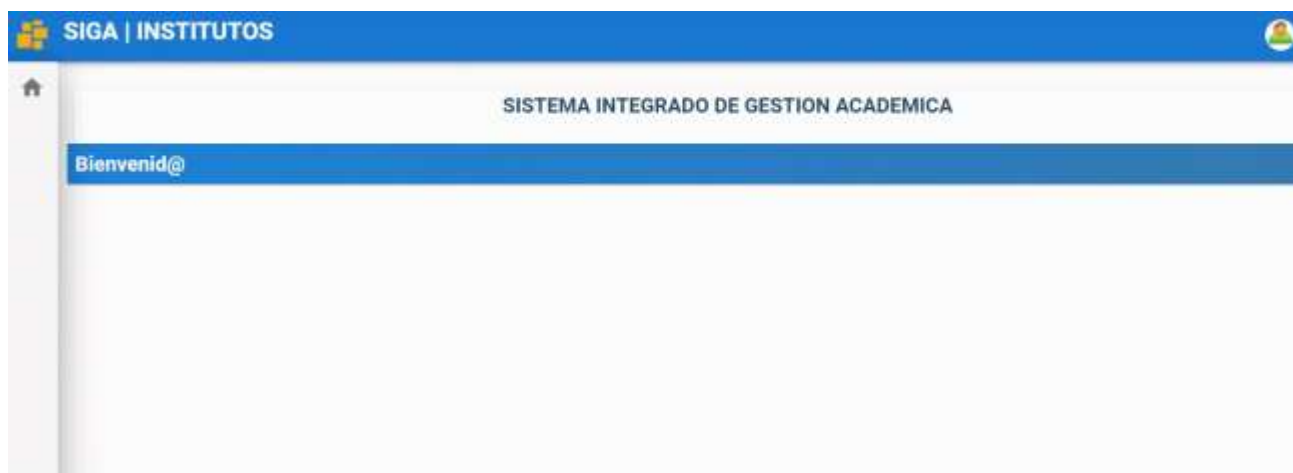 SIGA | INSTITUTOS
SISTEMA INTEGRADO DE GESTION ACADEMICA
Bienvenid@